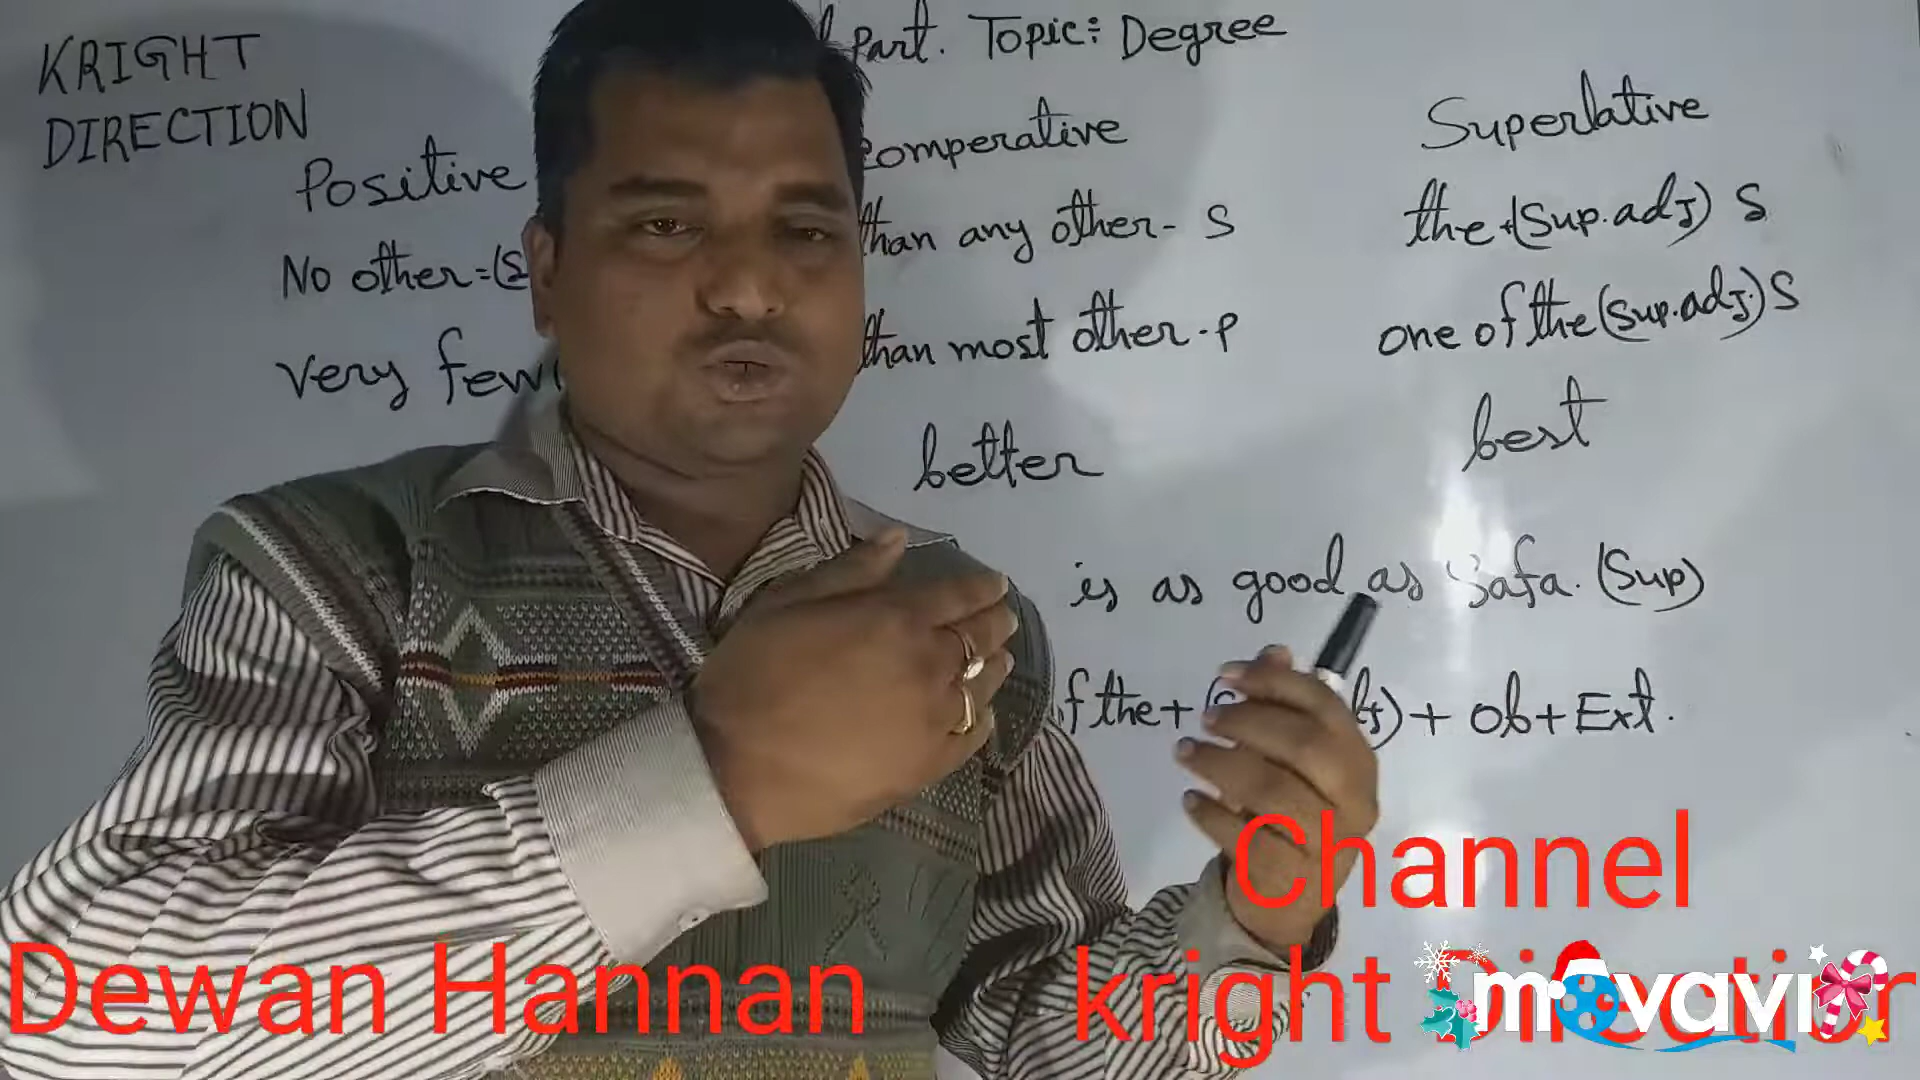 KRIGHT
DIRECTION
Part. Topic: Degree
Positive
comperative
Superlative
No other=(S
than any other- S
the+(Sup.adj) S
very few
than most other-p
one of the (Sup.adj.) S
better
best
is as good as Safa. (Sup)
f the+ + Ob+Ext.
Channel
Dewan Hannan
kright Direction
movavi